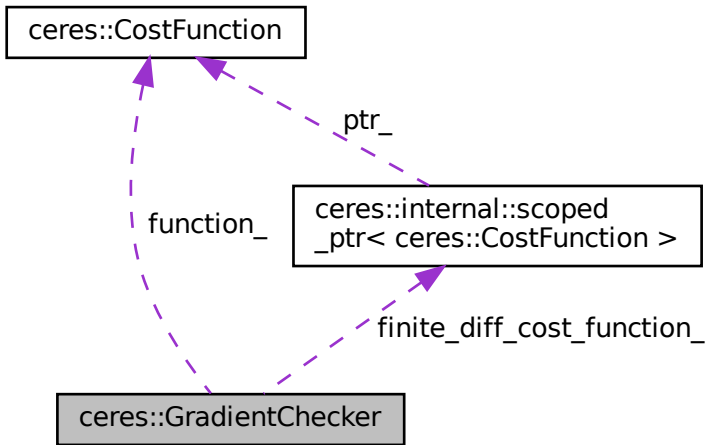 ceres::CostFunction
ptr_
ceres::internal::scoped
_ptr< ceres::CostFunction >
function_
finite_diff_cost_function_
ceres::GradientChecker